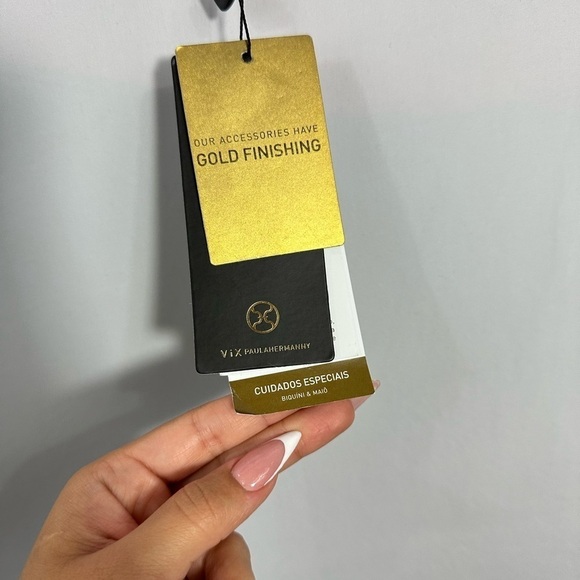 OUR ACCESSORIES HAVE
GOLD FINISHING
ViX PAULAHERMANNY
CUIDADOS ESPECIAIS
BIQUÍNI & MAIÔ